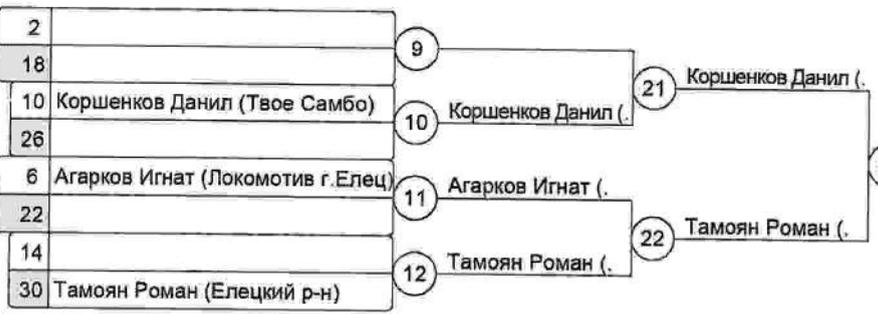 2
18
9
10 Коршенков Данил (Твое Самбо)
26
10
Коршенков Данил (.
21
Коршенков Данил (.
6 Агарков Игнат (Локомотив г.Елец)
22
11
Агарков Игнат (.
14
30 Тамоян Роман (Елецкий р-н)
12
Тамоян Роман (.
22
Тамоян Роман (.